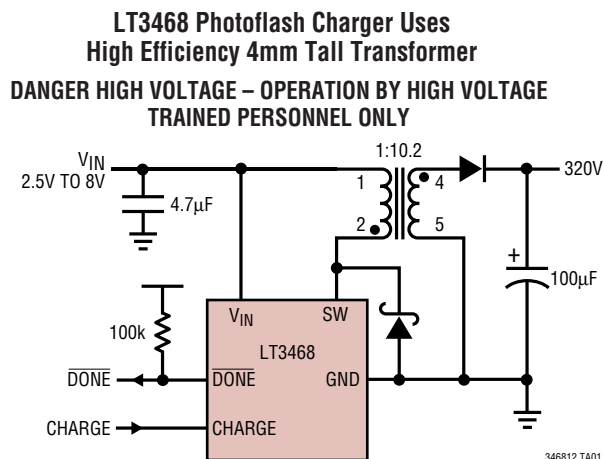 LT3468 Photoflash Charger Uses
High Efficiency 4mm Tall Transformer
DANGER HIGH VOLTAGE – OPERATION BY HIGH VOLTAGE
TRAINED PERSONNEL ONLY
VIN
2.5V TO 8V
4.7µF
1:10.2
1
4
2
5
320V
+
100µF
100k
VIN
SW
LT3468
DONE
DONE
GND
CHARGE
CHARGE
346812 TA01